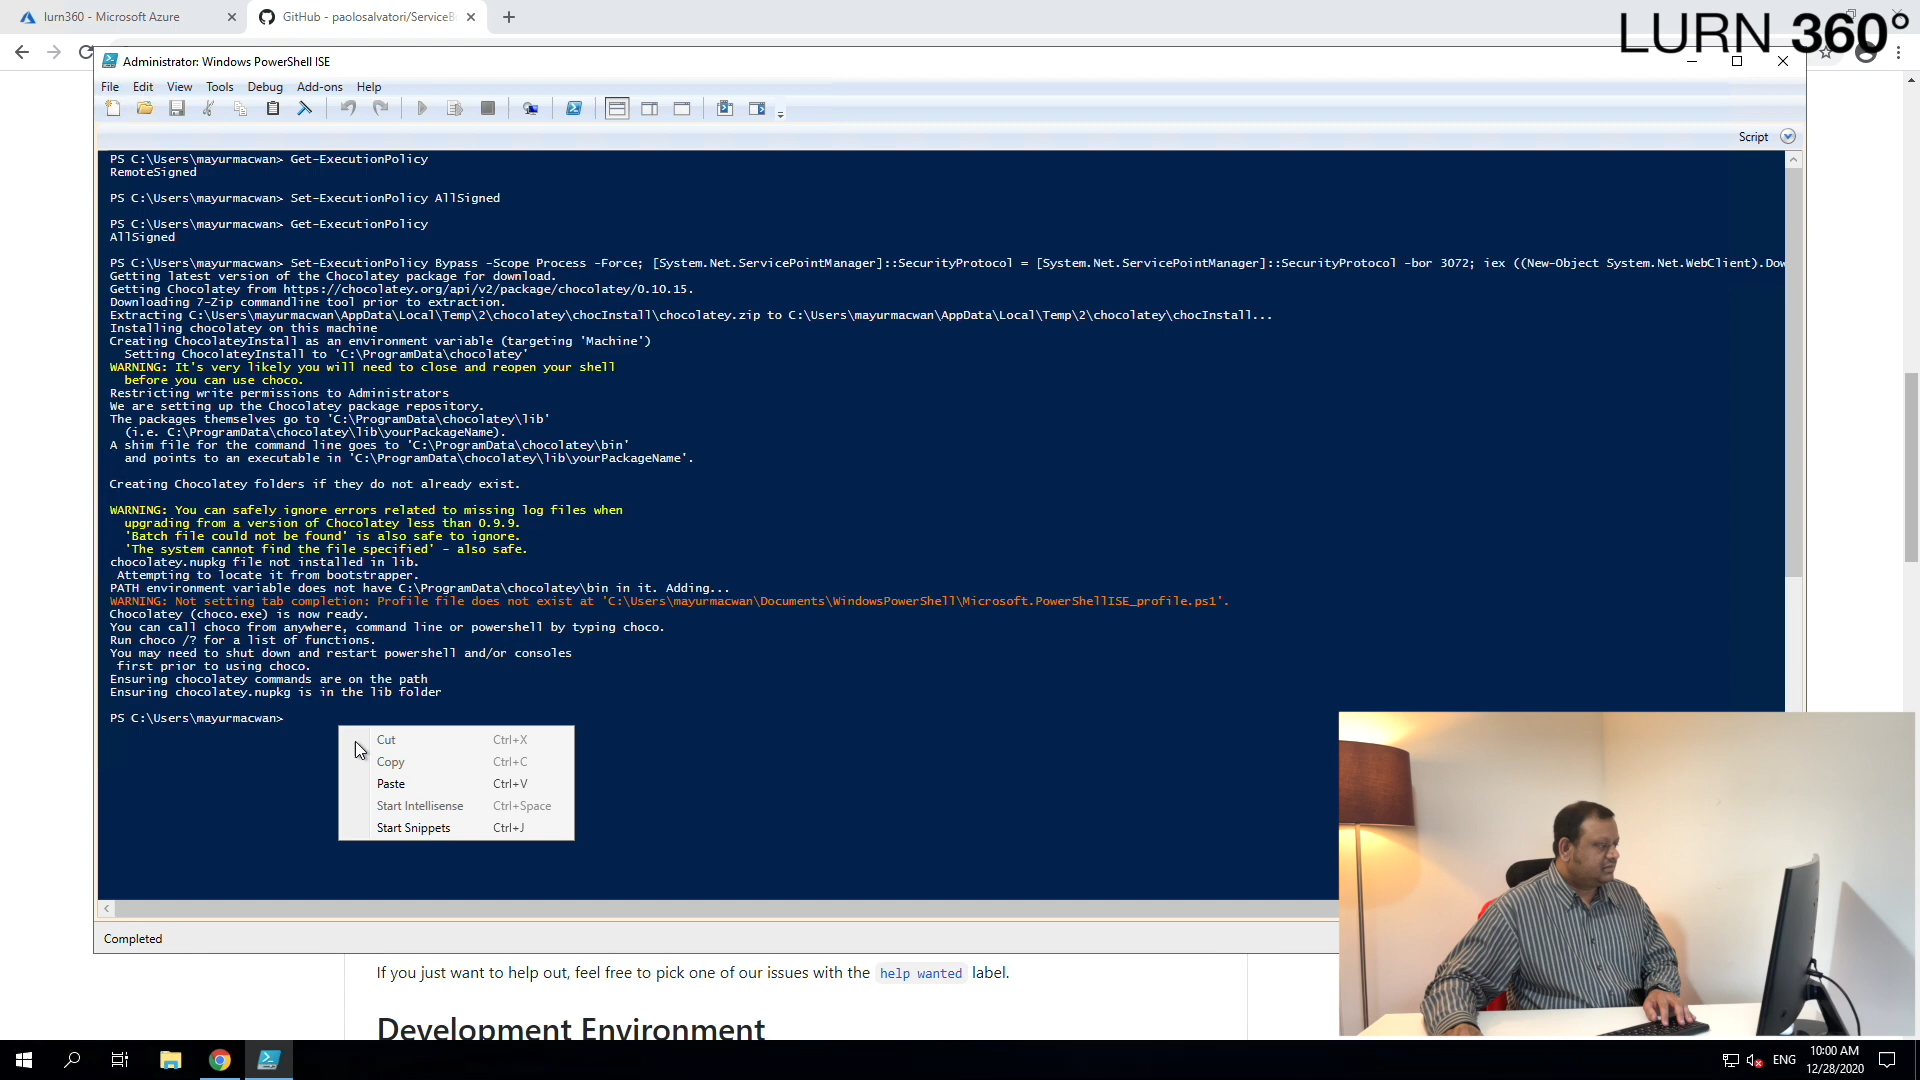 lurn360 - Microsoft Azure
GitHub - paolosalvatori/ServiceB
LURN 360°
Administrator: Windows PowerShell ISE
File Edit View Tools Debug Add-ons Help
Script
PS C:\Users\mayurmacwan> Get-ExecutionPolicy
RemoteSigned
PS C:\Users\mayurmacwan> Set-ExecutionPolicy AllSigned
PS C:\Users\mayurmacwan> Get-ExecutionPolicy
AllSigned
PS C:\Users\mayurmacwan> Set-ExecutionPolicy Bypass -Scope Process -Force; [System.Net.ServicePointManager]::SecurityProtocol = [System.Net.ServicePointManager]::SecurityProtocol -bor 3072; iex ((New-Object System.Net.WebClient).Dow
Getting latest version of the Chocolatey package for download.
Getting Chocolatey from https://chocolatey.org/api/v2/package/chocolatey/0.10.15.
Downloading 7-Zip commandline tool prior to extraction.
Extracting C:\Users\mayurmacwan\AppData\Local\Temp\2\chocolatey\chocInstall\chocolatey.zip to C:\Users\mayurmacwan\AppData\Local\Temp\2\chocolatey\chocInstall...
Installing chocolatey on this machine
Creating ChocolateyInstall as an environment variable (targeting 'Machine')
Setting ChocolateyInstall to 'C:\ProgramData\chocolatey'
WARNING: It's very likely you will need to close and reopen your shell
before you can use choco.
Restricting write permissions to Administrators
We are setting up the Chocolatey package repository.
The packages themselves go to 'C:\ProgramData\chocolatey\lib'
(i.e. C:\ProgramData\chocolatey\lib\yourPackageName).
A shim file for the command line goes to 'C:\ProgramData\chocolatey\bin'
and points to an executable in 'C:\ProgramData\chocolatey\lib\yourPackageName'.
Creating Chocolatey folders if they do not already exist.
WARNING: You can safely ignore errors related to missing log files when
upgrading from a version of Chocolatey less than 0.9.9.
'Batch file could not be found' is also safe to ignore.
'The system cannot find the file specified' - also safe.
chocolatey.nupkg file not installed in lib.
Attempting to locate it from bootstrapper.
PATH environment variable does not have C:\ProgramData\chocolatey\bin in it. Adding...
WARNING: Not setting tab completion: Profile file does not exist at 'C:\Users\mayurmacwan\Documents\WindowsPowerShell\Microsoft.PowerShellISE_profile.ps1'.
Chocolatey (choco.exe) is now ready.
You can call choco from anywhere, command line or powershell by typing choco.
Run choco /? for a list of functions.
You may need to shut down and restart powershell and/or consoles
first prior to using choco.
Ensuring chocolatey commands are on the path
Ensuring chocolatey.nupkg is in the lib folder
PS C:\Users\mayurmacwan>
Cut Ctrl+X
Copy Ctrl+C
Paste Ctrl+V
Start Intellisense Ctrl+Space
Start Snippets Ctrl+J
Completed
If you just want to help out, feel free to pick one of our issues with the help wanted label.
Development Environment
ENG
10:00 AM
12/28/2020